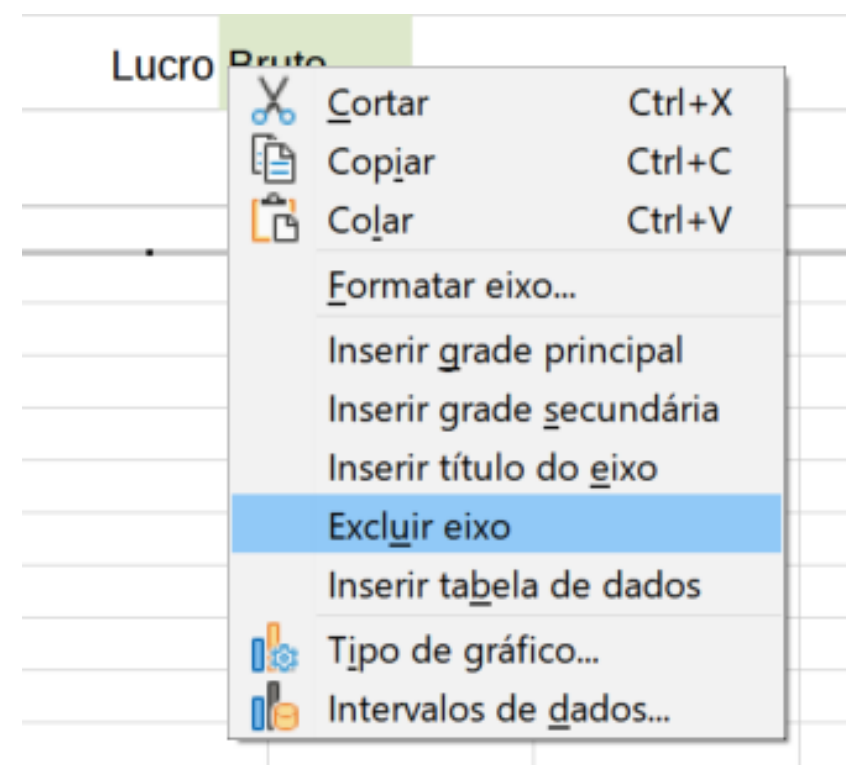 Lucro Bruto
Cortar Ctrl+X
Copiar Ctrl+C
Colar Ctrl+V
Formatar eixo...
Inserir grade principal
Inserir grade secundária
Inserir título do eixo
Excluir eixo
Inserir tabela de dados
Tipo de gráfico...
Intervalos de dados...